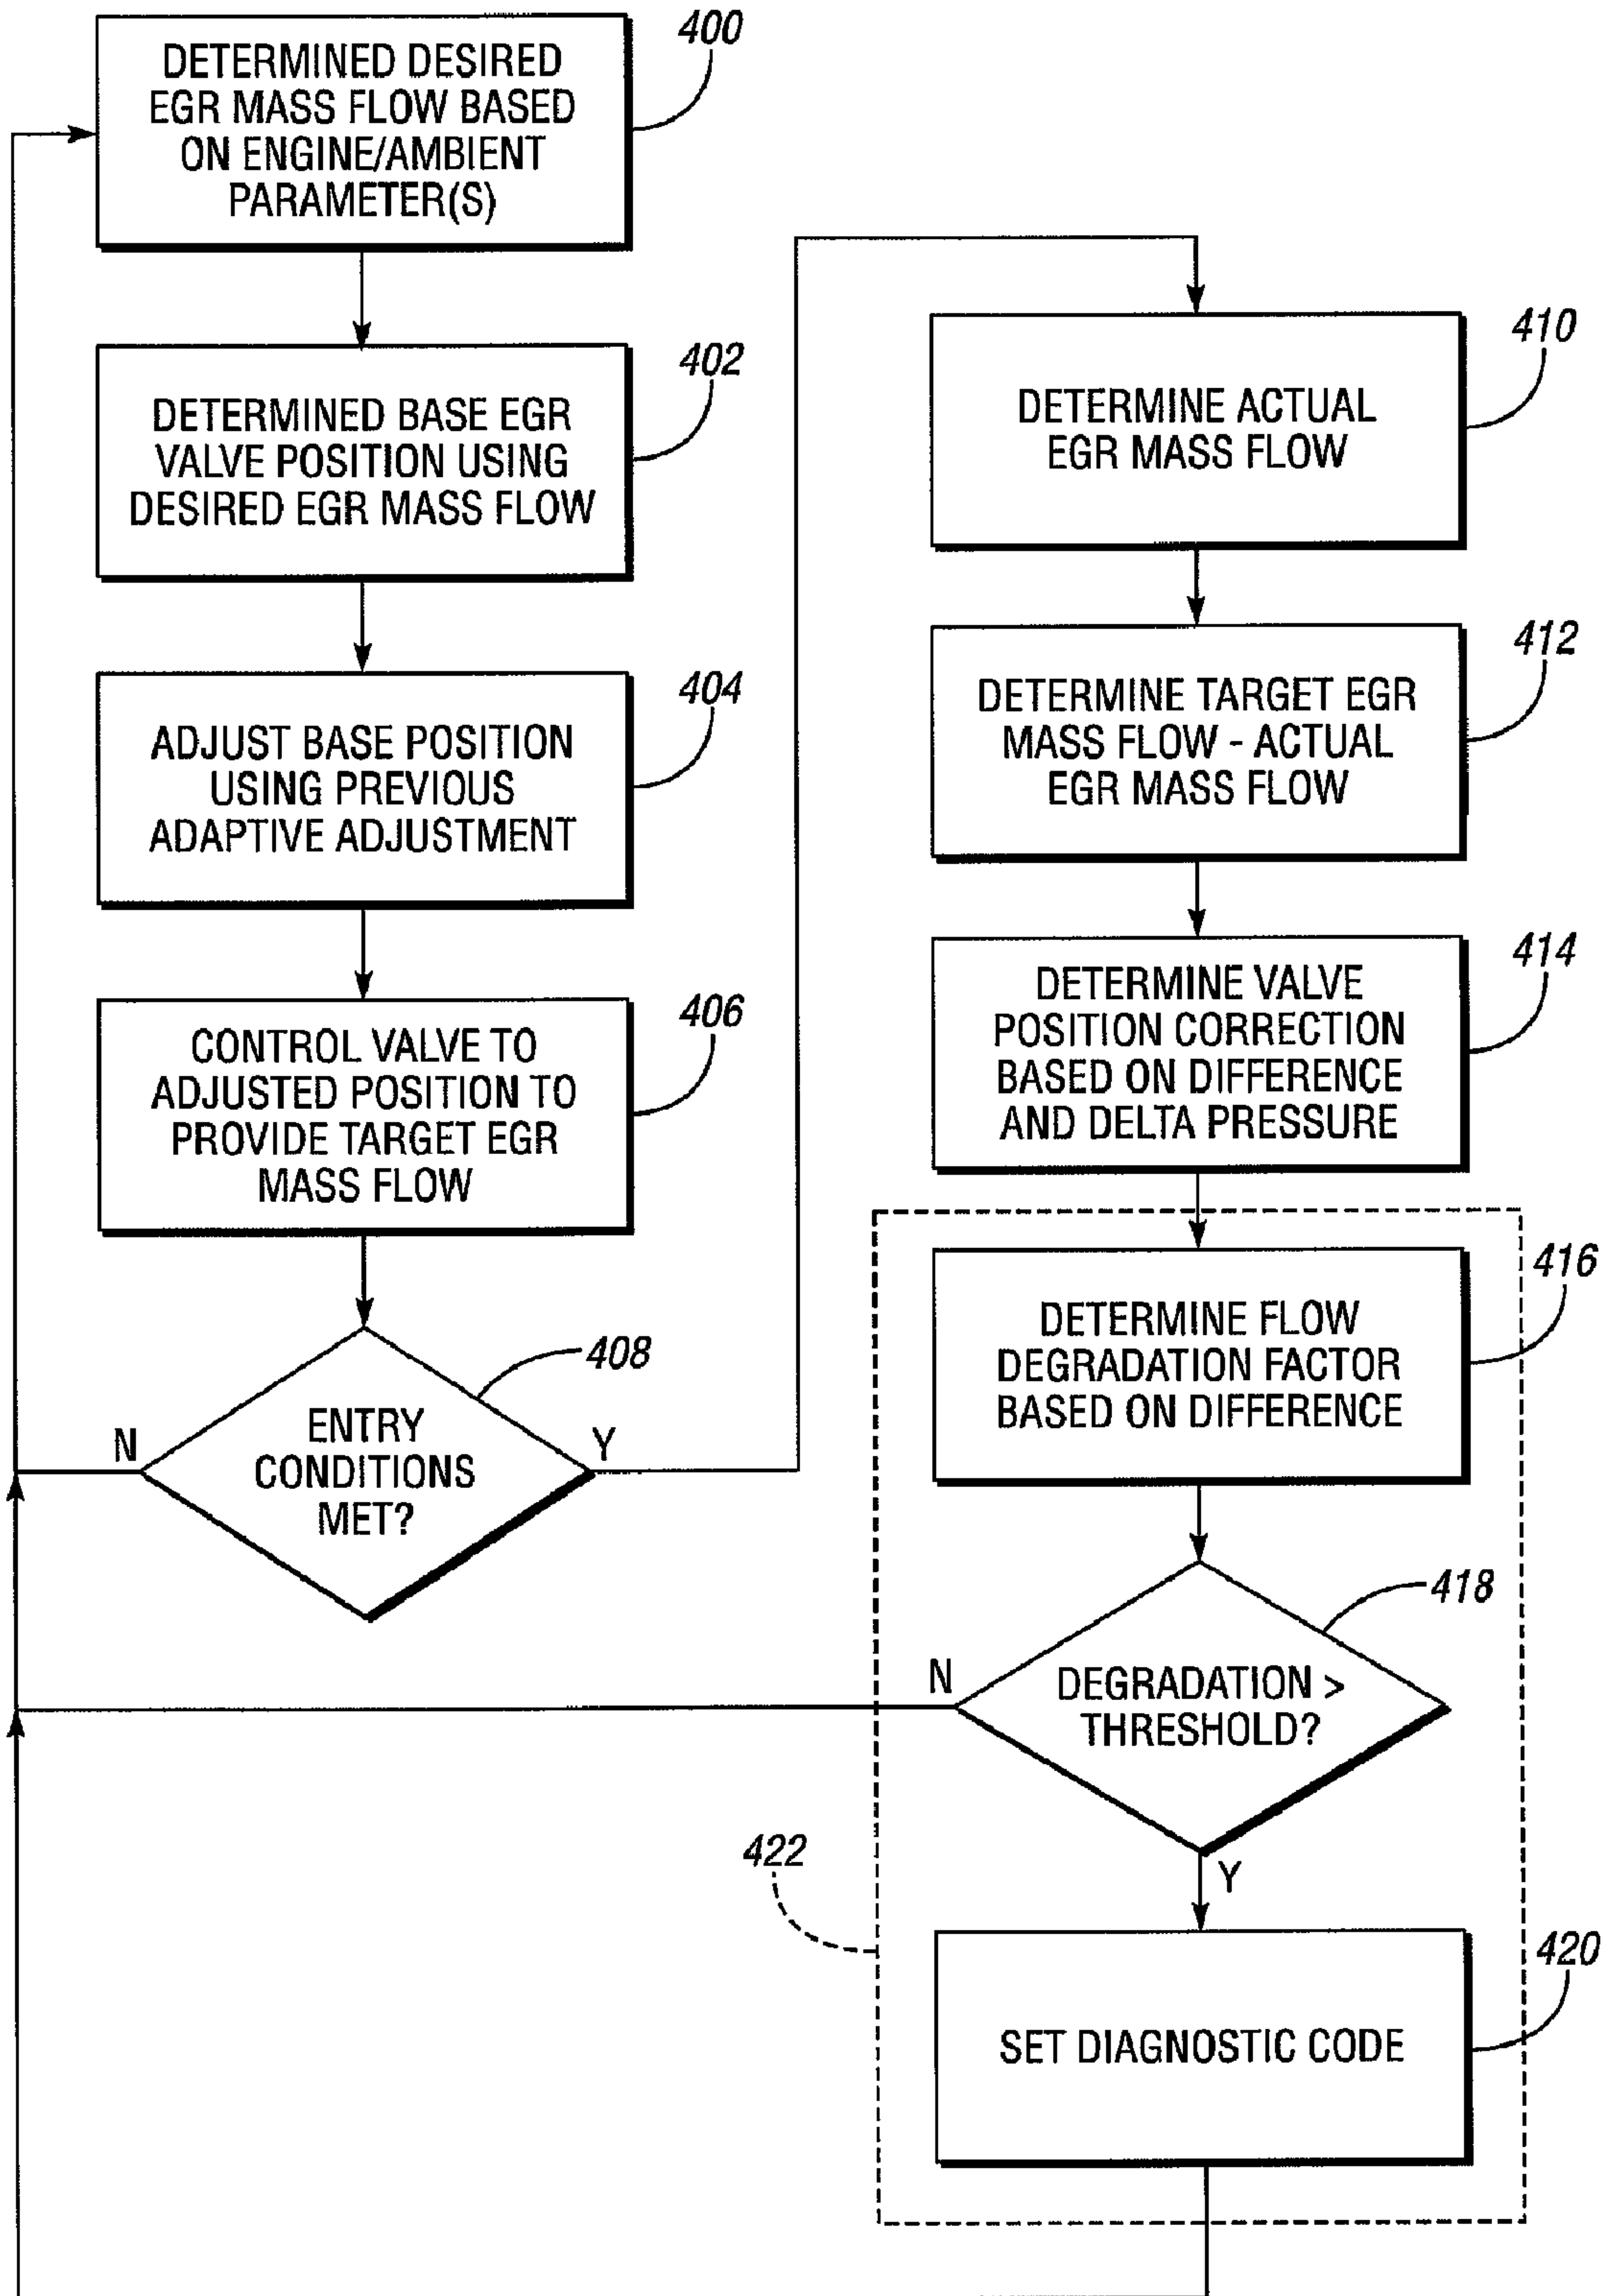 400
DETERMINED DESIRED
EGR MASS FLOW BASED
ON ENGINE/AMBIENT
PARAMETER(S)
402
DETERMINED BASE EGR
VALVE POSITION USING
DESIRED EGR MASS FLOW
404
ADJUST BASE POSITION
USING PREVIOUS
ADAPTIVE ADJUSTMENT
406
CONTROL VALVE TO
ADJUSTED POSITION TO
PROVIDE TARGET EGR
MASS FLOW
408
ENTRY
CONDITIONS
MET?
N
Y
410
DETERMINE ACTUAL
EGR MASS FLOW
412
DETERMINE TARGET EGR
MASS FLOW - ACTUAL
EGR MASS FLOW
414
DETERMINE VALVE
POSITION CORRECTION
BASED ON DIFFERENCE
AND DELTA PRESSURE
416
DETERMINE FLOW
DEGRADATION FACTOR
BASED ON DIFFERENCE
418
N
DEGRADATION >
THRESHOLD?
Y
422
420
SET DIAGNOSTIC CODE